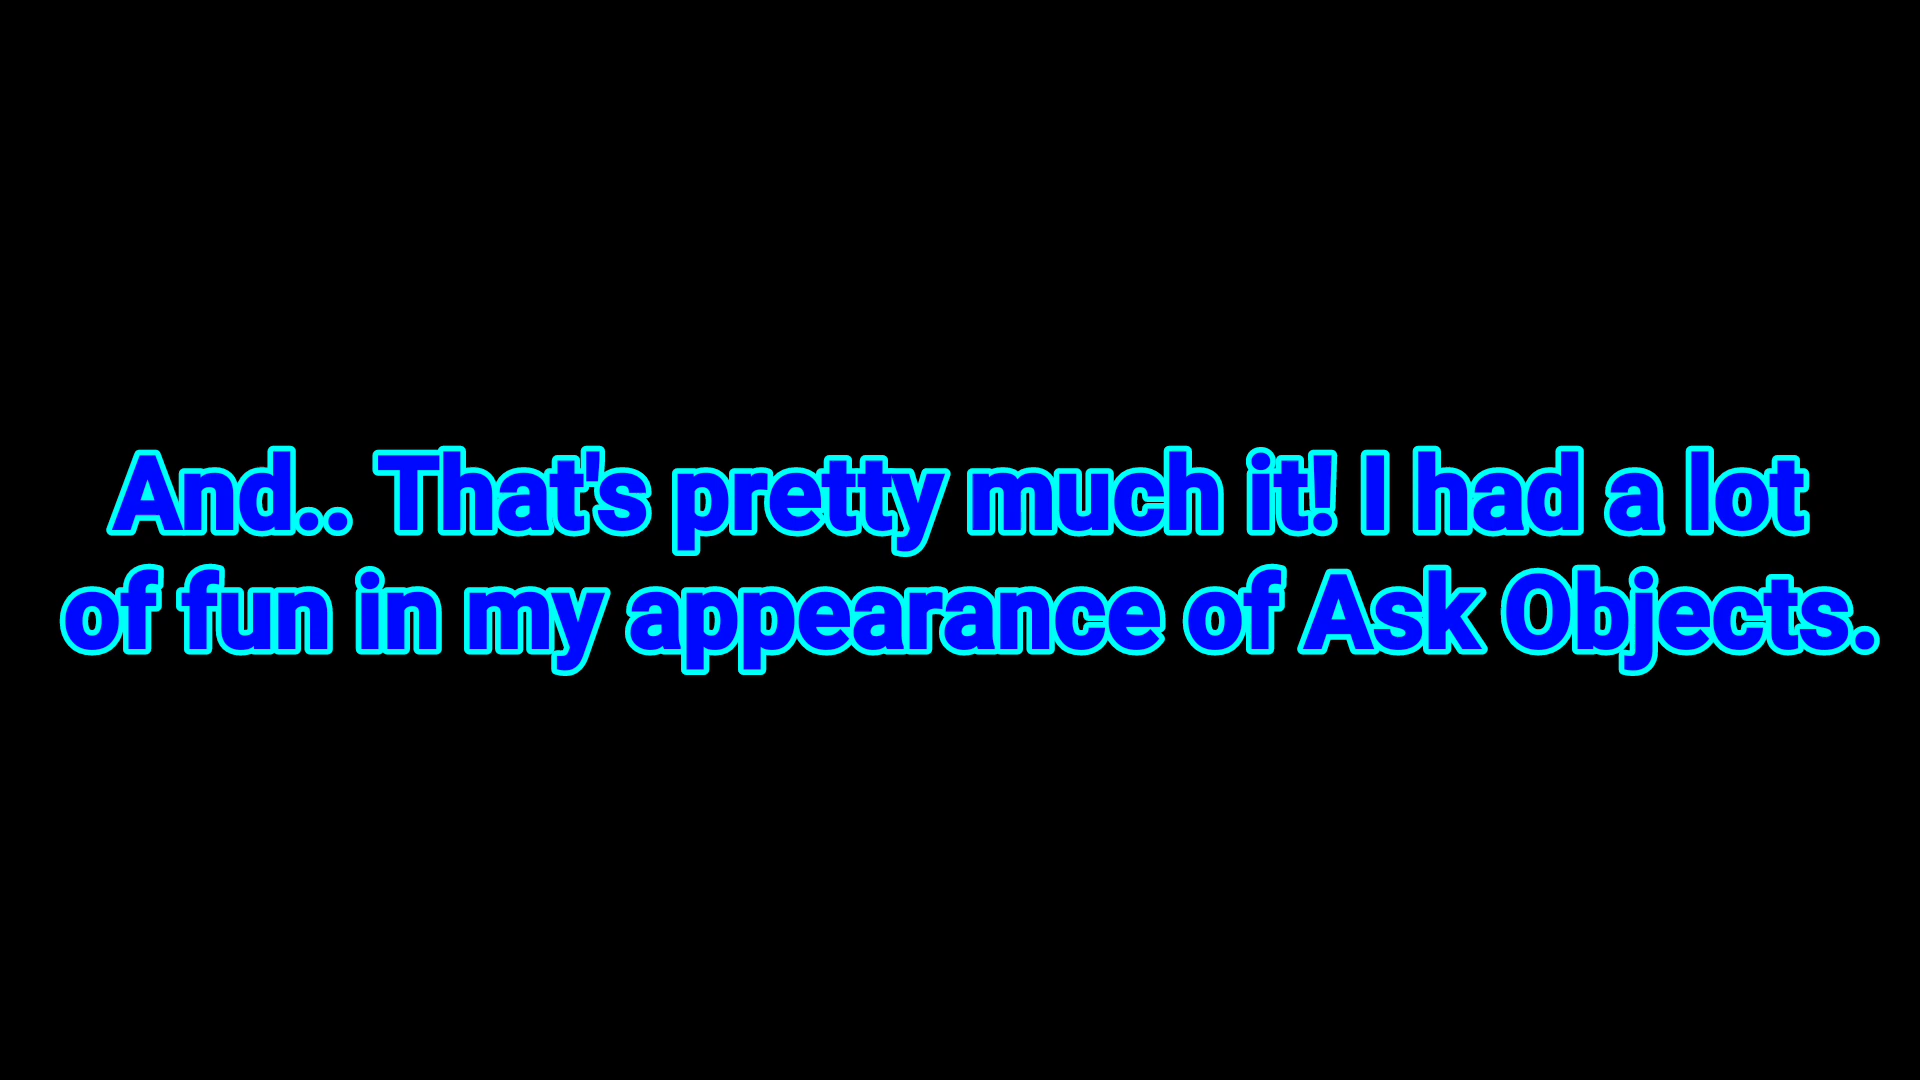 And.. That's pretty much it! I had a lot
of fun in my appearance of Ask Objects.